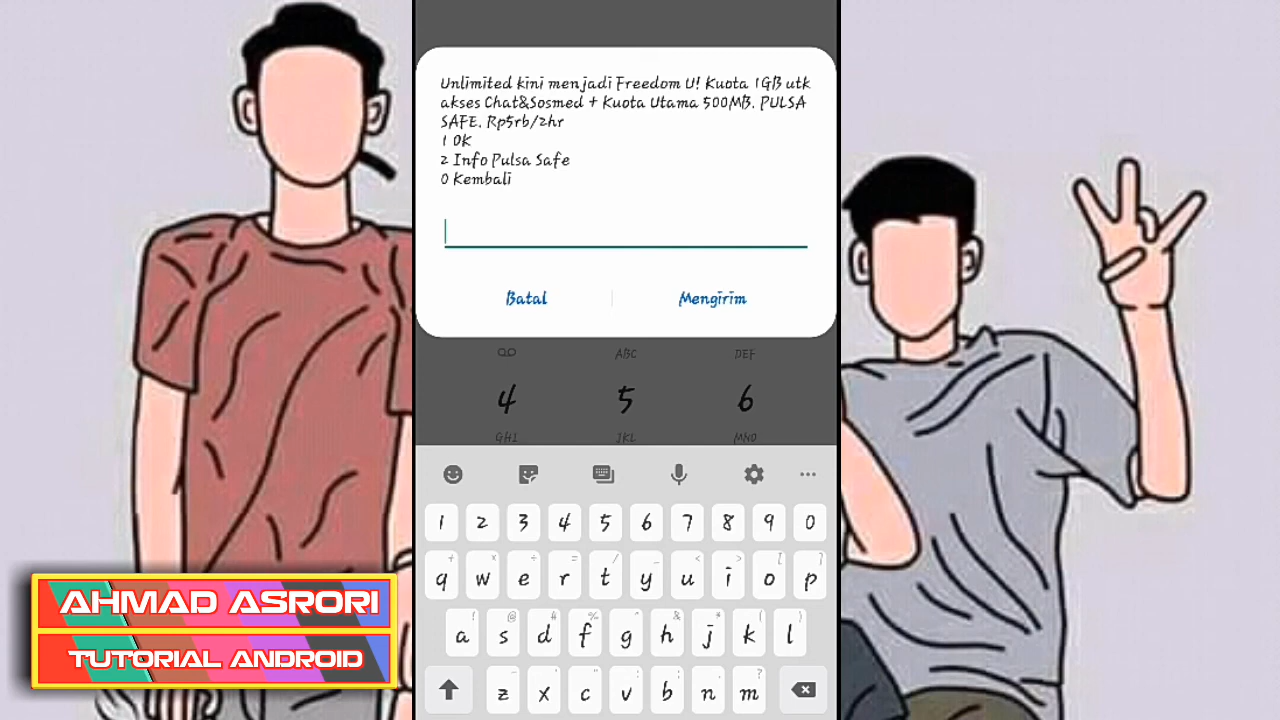 Unlimited kini menjadi Freedom U! Kuota 1GB utk
akses Chat&Sosmed + Kuota Utama 500MB. PULSA
SAFE. Rp5rb/2hr
1 OK
2 Info Pulsa Safe
0 Kembali
Batal Mengirim
ABC DEF
4 5 6
GHI JKL MNO
1 2 3 4 5 6 7 8 9 0
q w e r t y u i o p
a s d f g h j k l
z x c v b n m
AHMAD ASRORI
TUTORIAL ANDROID